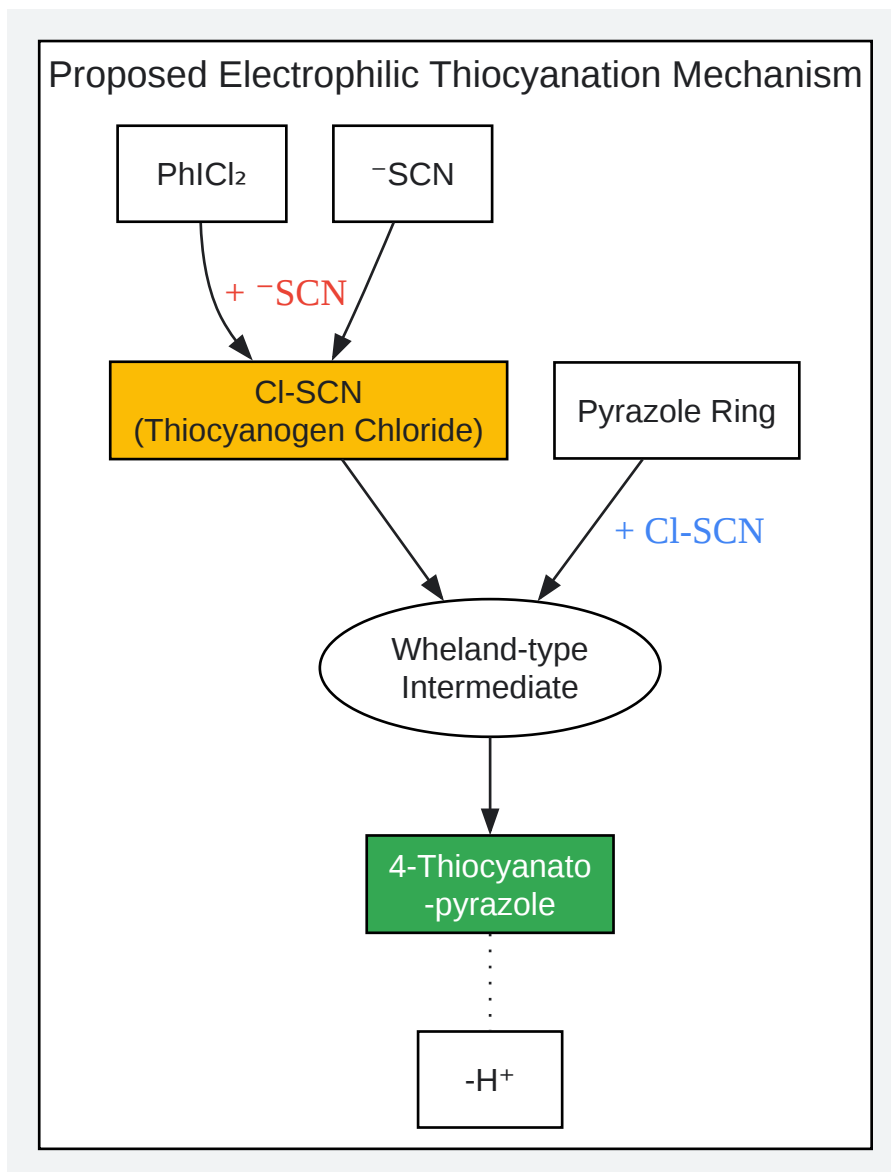 Proposed Electrophilic Thiocyanation Mechanism
PhICl₂
⁻SCN
+ ⁻SCN
Cl-SCN
(Thiocyanogen Chloride)
Pyrazole Ring
+ Cl-SCN
Wheland-type
Intermediate
4-Thiocyanato
-pyrazole
-H⁺